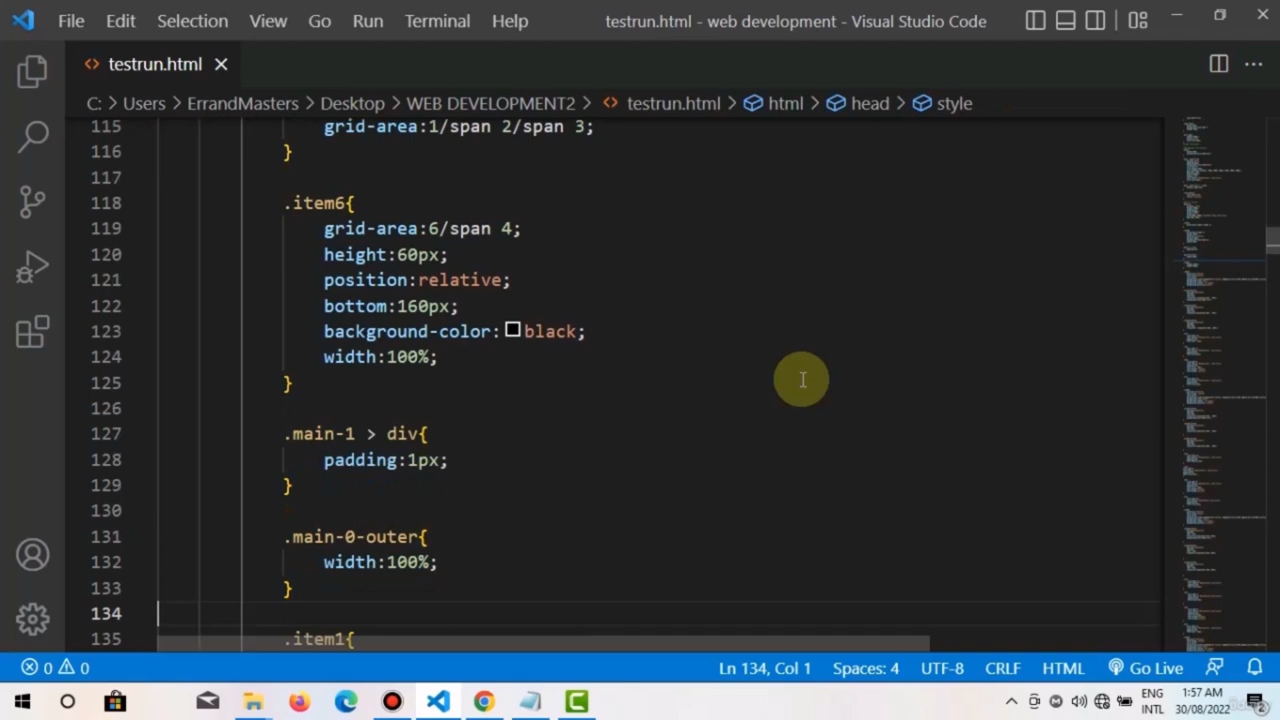 File Edit Selection View Go Run Terminal Help testrun.html - web development - Visual Studio Code
testrun.html
C: > Users > ErrandMasters > Desktop > WEB DEVELOPMENT2 > testrun.html > html > head > style
115 grid-area:1/span 2/span 3;
116 }
117
118 .item6{
119 grid-area:6/span 4;
120 height:60px;
121 position:relative;
122 bottom:160px;
123 background-color:black;
124 width:100%;
125 }
126
127 .main-1 > div{
128 padding:1px;
129 }
130
131 .main-0-outer{
132 width:100%;
133 }
134
135 .item1{
0 0 Ln 134, Col 1 Spaces: 4 UTF-8 CRLF HTML Go Live
ENG 1:57 AM
INTL 30/08/2022